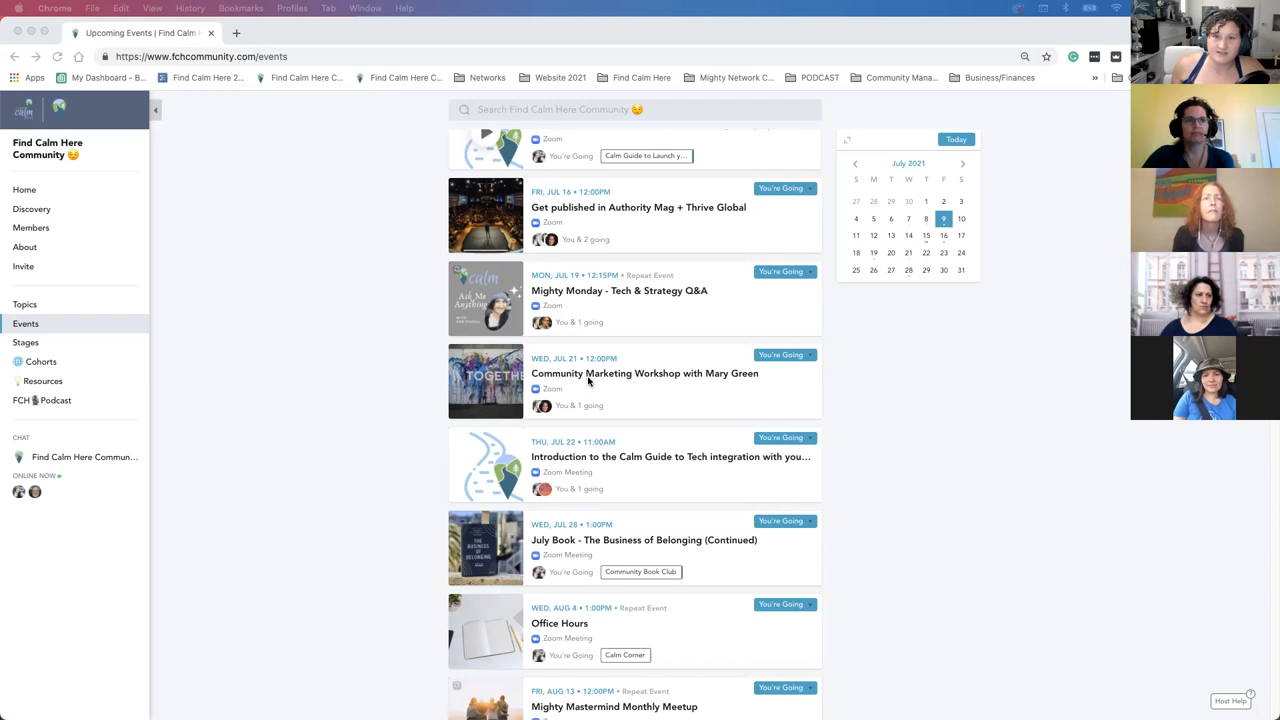 Chrome File Edit View History Bookmarks Profiles Tab Window Help
Upcoming Events | Find Calm H
https://www.fchcommunity.com/events
Apps My Dashboard - B... Find Calm Here 2... Find Calm Here C... Find Calm Here C... Networks Website 2021 Find Calm Here Mighty Network C... PODCAST Community Mana... Business/Finances »
calm
Find Calm Here
Community 😌
Home
Discovery
Members
About
Invite
Topics
Events
Stages
🌐 Cohorts
💡Resources
FCH🎙Podcast
CHAT
Find Calm Here Commun...
ONLINE NOW
Search Find Calm Here Community 😌
Zoom
You're Going Calm Guide to Launch y...
FRI, JUL 16 • 12:00PM You're Going
Get published in Authority Mag + Thrive Global
Zoom
You & 2 going
MON, JUL 19 • 12:15PM • Repeat Event You're Going
calm
Ask Me
Anything
Mighty Monday - Tech & Strategy Q&A
Zoom
You & 1 going
WED, JUL 21 • 12:00PM You're Going
TOGETHE
Community Marketing Workshop with Mary Green
Zoom
You & 1 going
THU, JUL 22 • 11:00AM You're Going
Introduction to the Calm Guide to Tech integration with you...
Zoom Meeting
You & 1 going
WED, JUL 28 • 1:00PM You're Going
THE
BUSINESS
OF
BELONGING
July Book - The Business of Belonging (Continued)
Zoom Meeting
You're Going Community Book Club
WED, AUG 4 • 1:00PM • Repeat Event You're Going
Office Hours
Zoom Meeting
You're Going Calm Corner
FRI, AUG 13 • 12:00PM • Repeat Event You're Going
Mighty Mastermind Monthly Meetup
Today
July 2021
S M T W T F S
27 28 29 30 1 2 3
4 5 6 7 8 9 10
11 12 13 14 15 16 17
18 19 20 21 22 23 24
25 26 27 28 29 30 31
Host Help ?